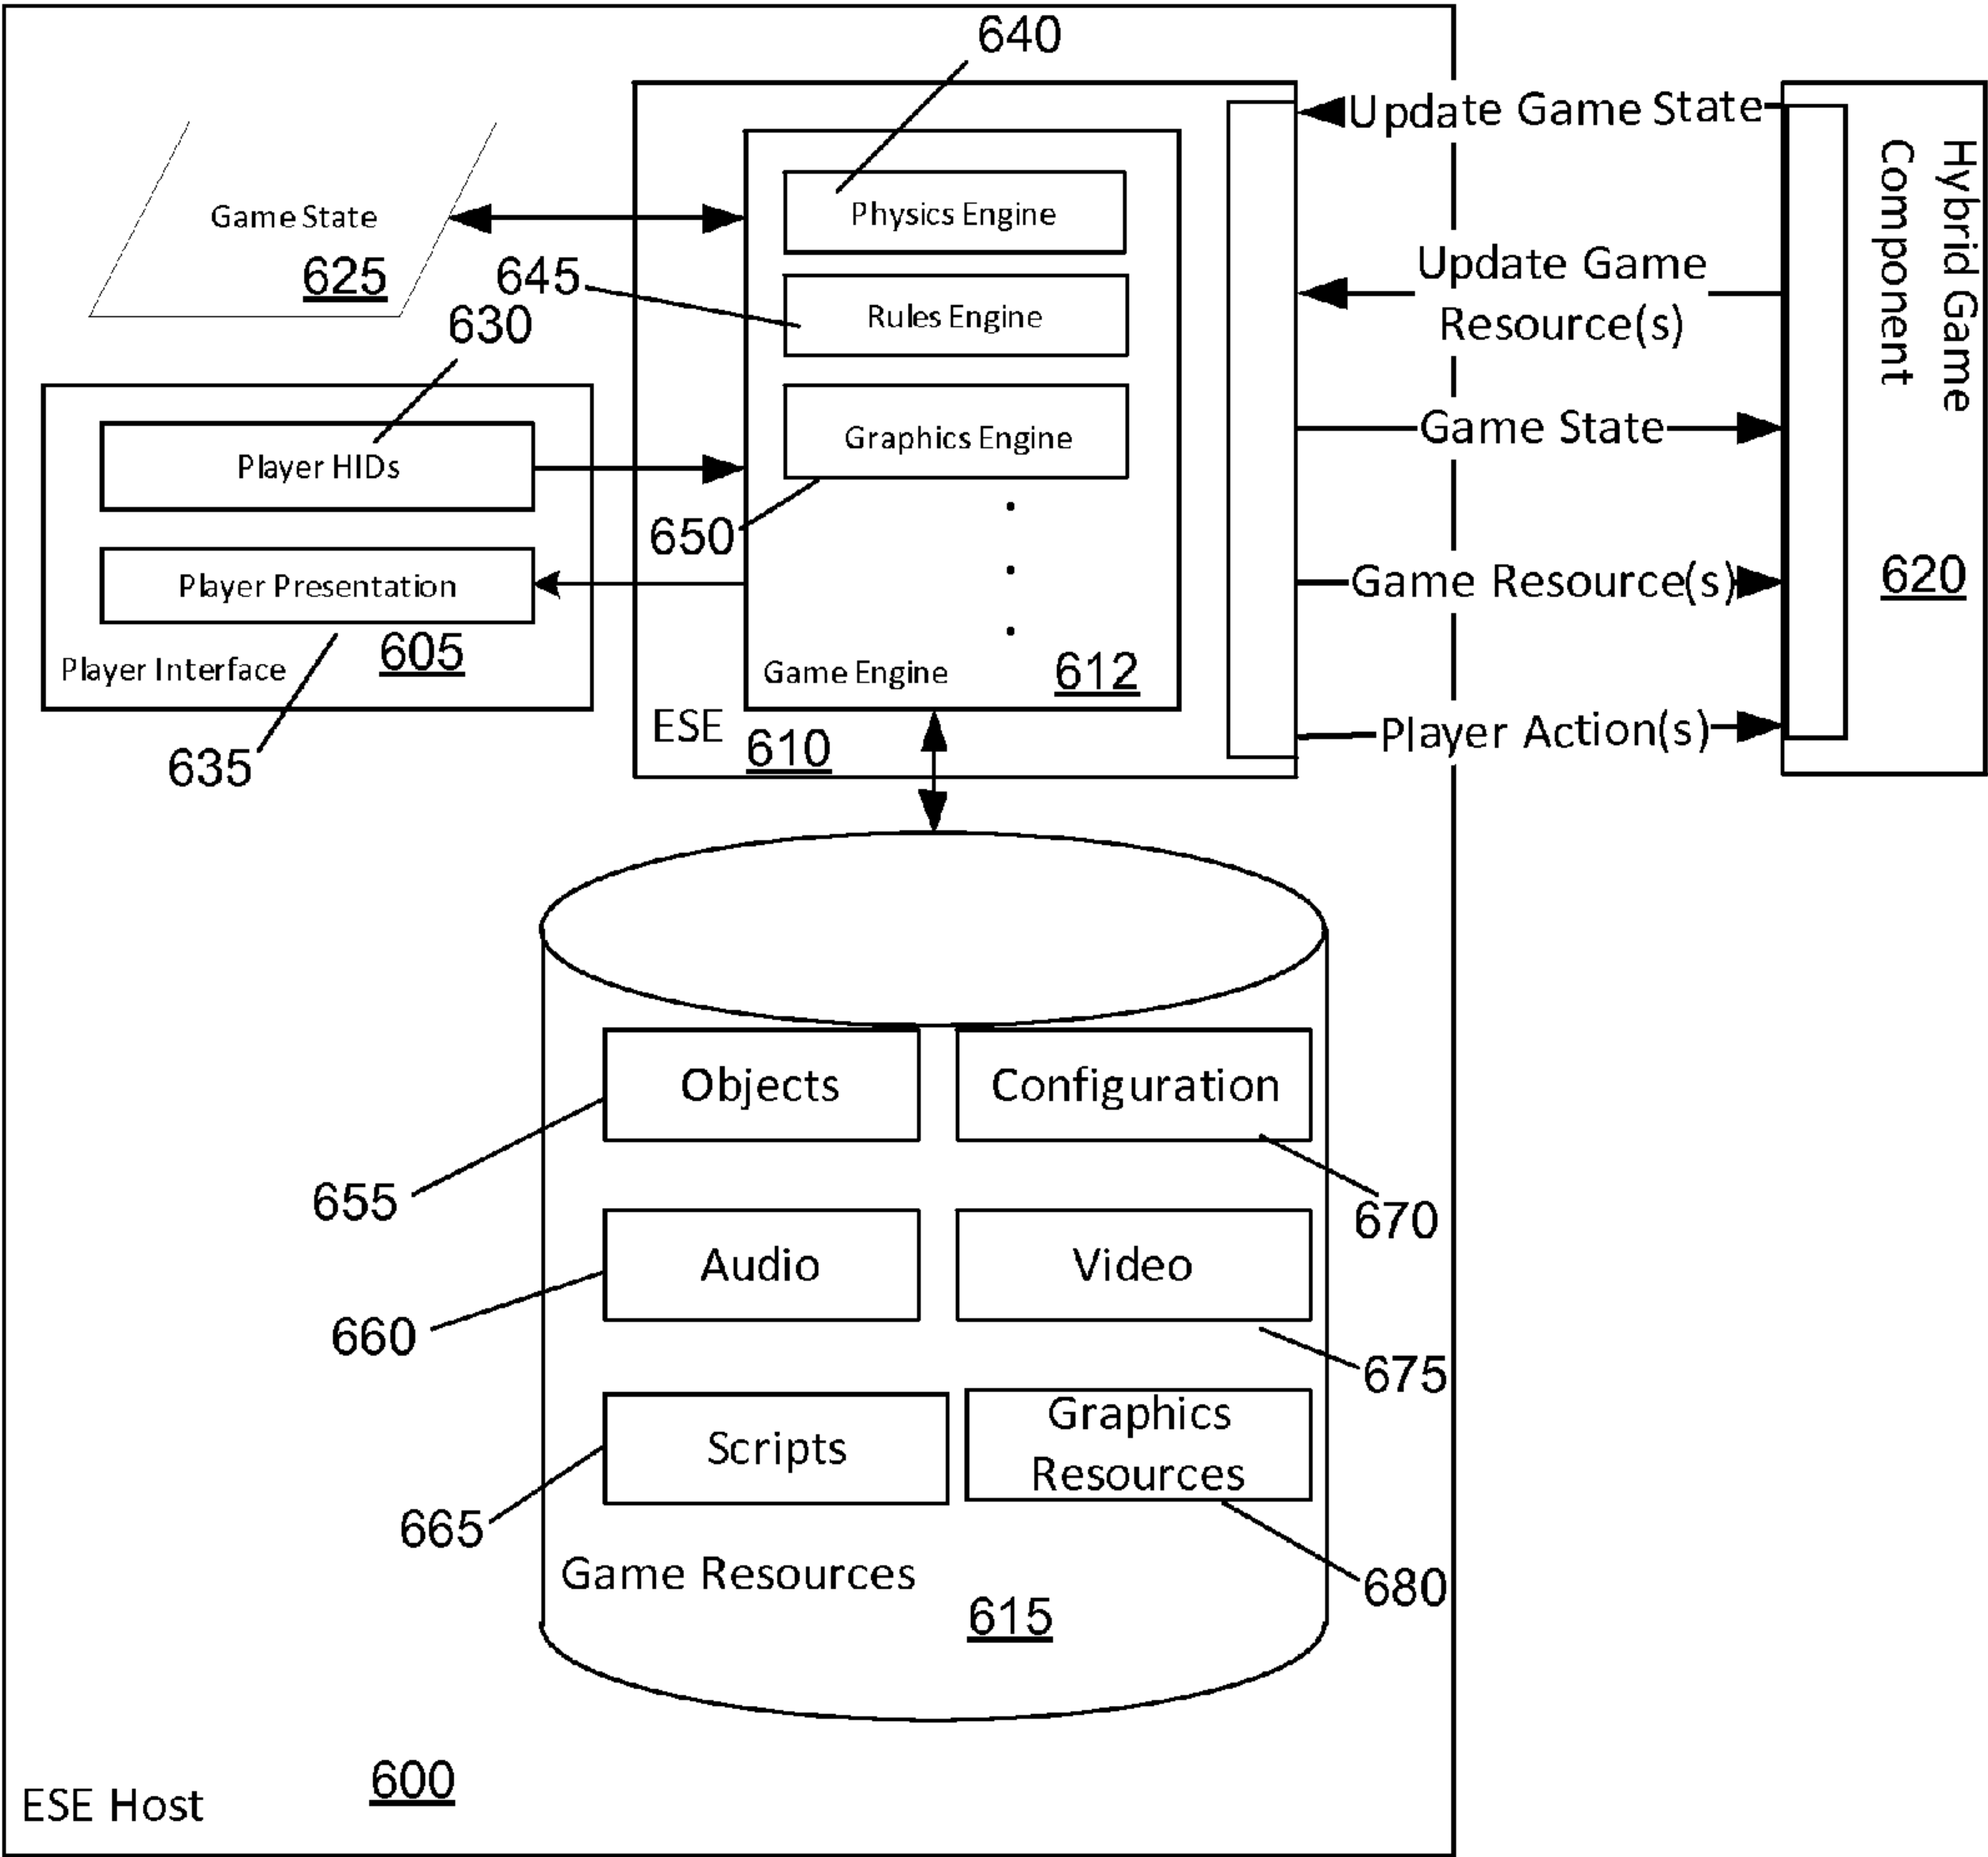 640
Update Game State
Hybrid Game
Component
620
Game State
625
Physics Engine
645
Rules Engine
Update Game
Resource(s)
630
Graphics Engine
Game State
Player HIDs
650
Player Presentation
Game Resource(s)
605
Player Interface
Game Engine
612
ESE
610
Player Action(s)
635
Objects
Configuration
655
670
Audio
Video
660
675
Scripts
Graphics
Resources
665
680
Game Resources
615
600
ESE Host